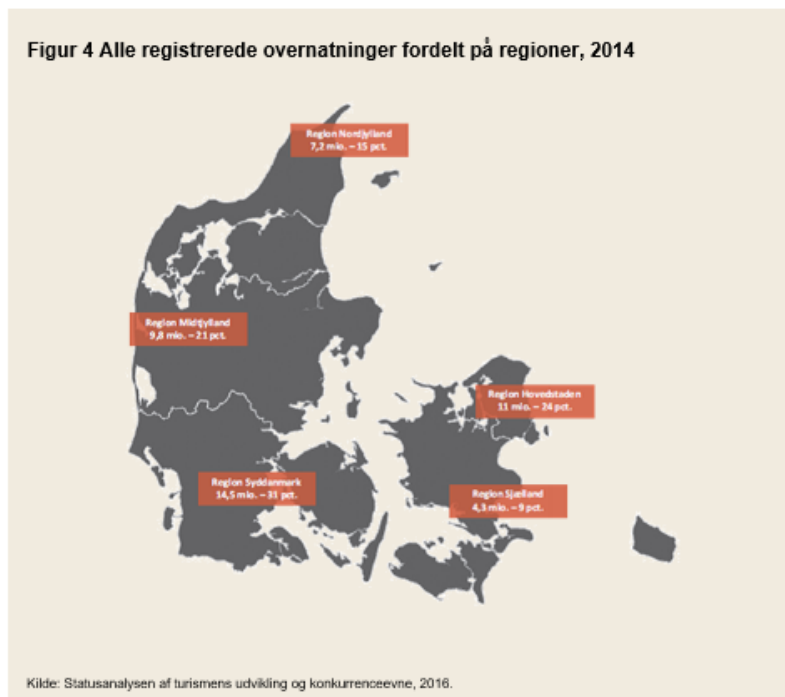 Figur 4 Alle registrerede overnatninger fordelt på regioner, 2014
Region Nordjylland
7,2 mio. – 15 pct.
Region Midtjylland
9,8 mio. – 21 pct.
Region Hovedstaden
11 mio. – 24 pct.
Region Syddanmark
14,5 mio. – 31 pct.
Region Sjælland
4,3 mio. – 9 pct.
Kilde: Statusanalysen af turismens udvikling og konkurrenceevne, 2016.